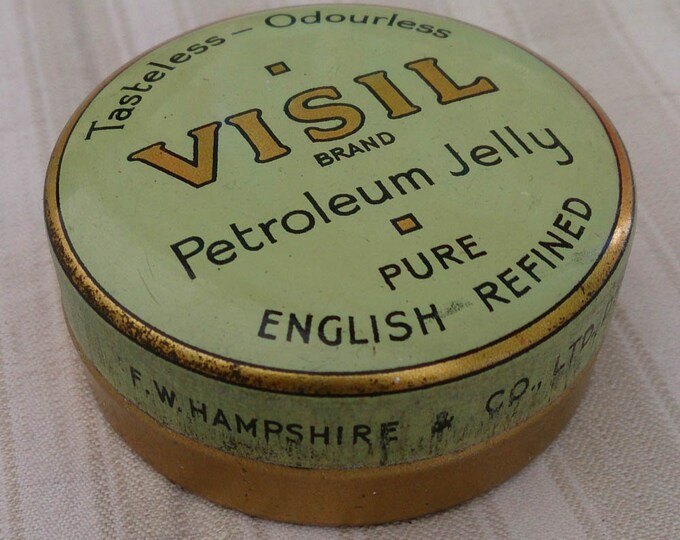 Tasteless - Odourless
VISIL
BRAND
Petroleum Jelly
PURE
ENGLISH REFINED
F.W. HAMPSHIRE & CO., LTD.,